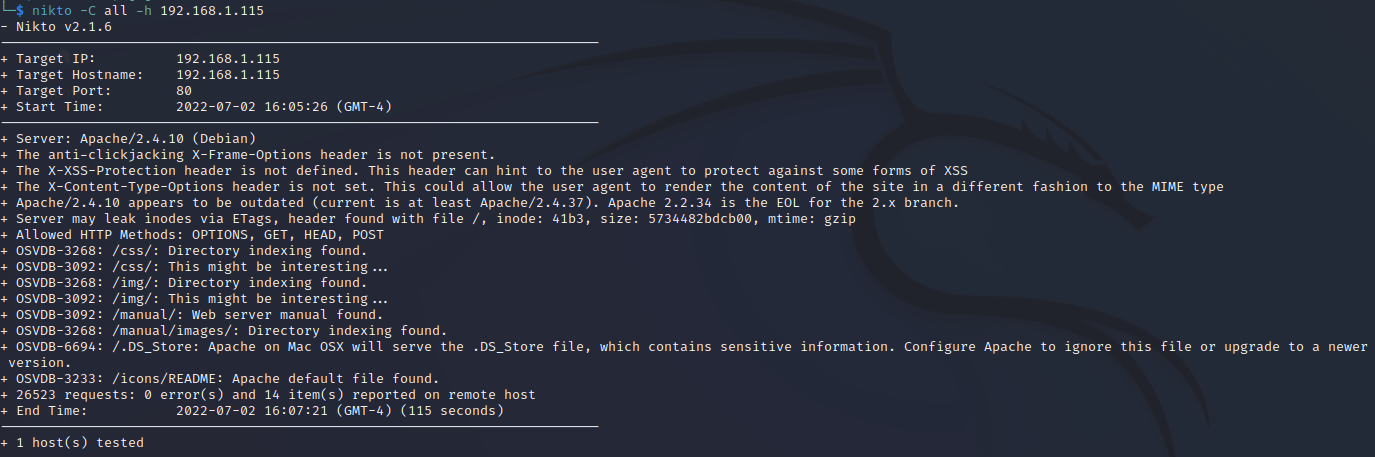 └─$ nikto -C all -h 192.168.1.115
- Nikto v2.1.6
---------------------------------------------------------------------------
+ Target IP:          192.168.1.115
+ Target Hostname:    192.168.1.115
+ Target Port:        80
+ Start Time:         2022-07-02 16:05:26 (GMT-4)
---------------------------------------------------------------------------
+ Server: Apache/2.4.10 (Debian)
+ The anti-clickjacking X-Frame-Options header is not present.
+ The X-XSS-Protection header is not defined. This header can hint to the user agent to protect against some forms of XSS
+ The X-Content-Type-Options header is not set. This could allow the user agent to render the content of the site in a different fashion to the MIME type
+ Apache/2.4.10 appears to be outdated (current is at least Apache/2.4.37). Apache 2.2.34 is the EOL for the 2.x branch.
+ Server may leak inodes via ETags, header found with file /, inode: 41b3, size: 5734482bdcb00, mtime: gzip
+ Allowed HTTP Methods: OPTIONS, GET, HEAD, POST
+ OSVDB-3268: /css/: Directory indexing found.
+ OSVDB-3092: /css/: This might be interesting...
+ OSVDB-3268: /img/: Directory indexing found.
+ OSVDB-3092: /img/: This might be interesting...
+ OSVDB-3092: /manual/: Web server manual found.
+ OSVDB-3268: /manual/images/: Directory indexing found.
+ OSVDB-6694: /.DS_Store: Apache on Mac OSX will serve the .DS_Store file, which contains sensitive information. Configure Apache to ignore this file or upgrade to a newer
 version.
+ OSVDB-3233: /icons/README: Apache default file found.
+ 26523 requests: 0 error(s) and 14 item(s) reported on remote host
+ End Time:           2022-07-02 16:07:21 (GMT-4) (115 seconds)
---------------------------------------------------------------------------
+ 1 host(s) tested